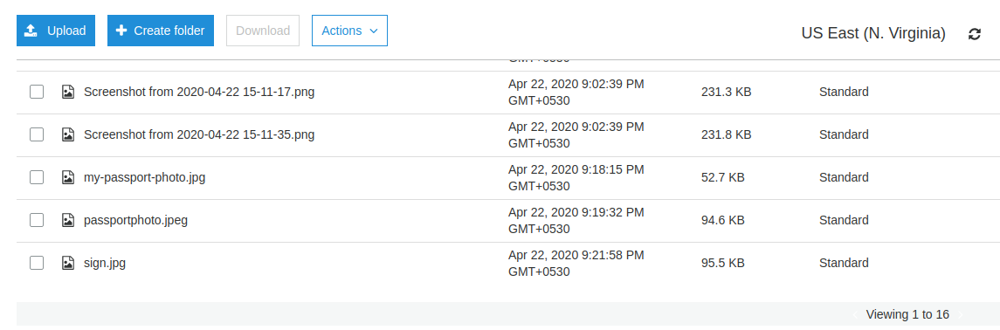 Upload Create folder Download Actions
US East (N. Virginia)
Screenshot from 2020-04-22 15-11-17.png Apr 22, 2020 9:02:39 PM 231.3 KB Standard
GMT+0530
Screenshot from 2020-04-22 15-11-35.png Apr 22, 2020 9:02:39 PM 231.8 KB Standard
GMT+0530
my-passport-photo.jpg Apr 22, 2020 9:18:15 PM 52.7 KB Standard
GMT+0530
passportphoto.jpeg Apr 22, 2020 9:19:32 PM 94.6 KB Standard
GMT+0530
sign.jpg Apr 22, 2020 9:21:58 PM 95.5 KB Standard
GMT+0530
Viewing 1 to 16